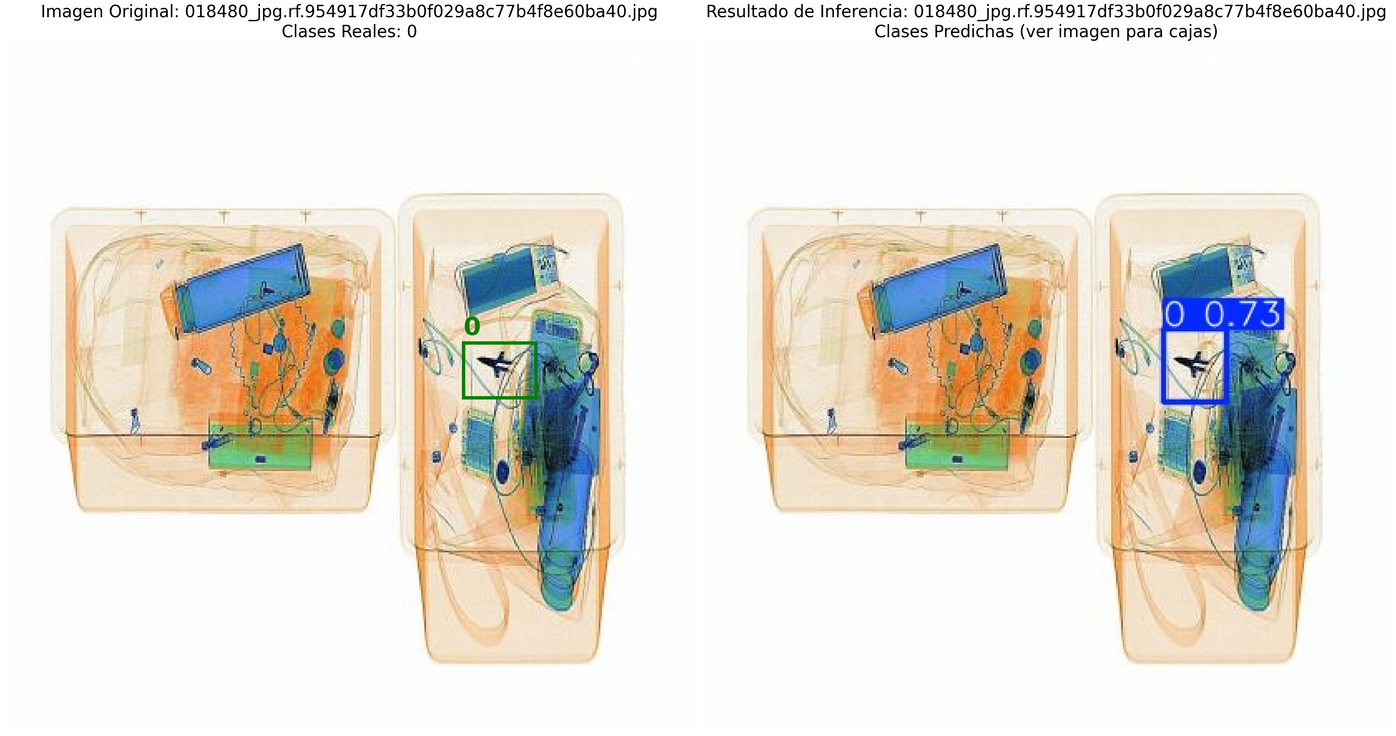 Imagen Original: 018480_jpg.rf.954917df33b0f029a8c77b4f8e60ba40.jpg
Clases Reales: 0
Resultado de Inferencia: 018480_jpg.rf.954917df33b0f029a8c77b4f8e60ba40.jpg
Clases Predichas (ver imagen para cajas)
0
0 0.73